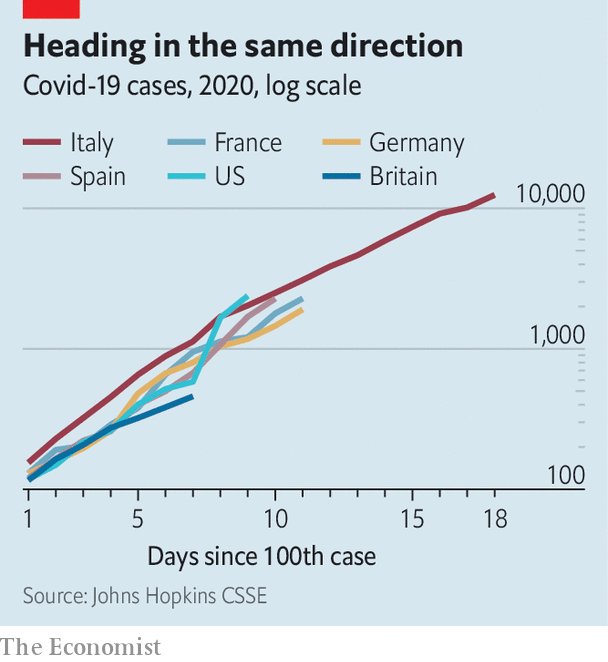 Heading in the same direction
Covid-19 cases, 2020, log scale
Italy France Germany
Spain US Britain
10,000
1,000
100
1 5 10 15 18
Days since 100th case
Source: Johns Hopkins CSSE
The Economist